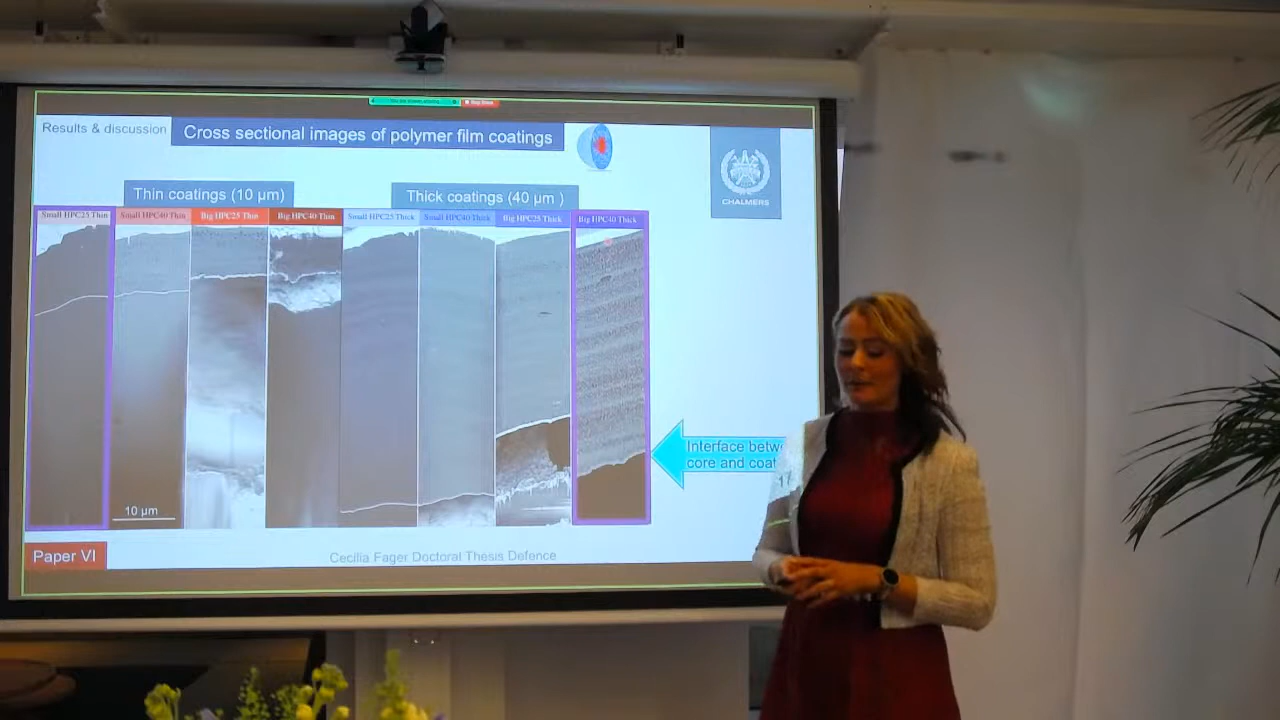 Results & discussion
Cross sectional images of polymer film coatings
CHALMERS
Thin coatings (10 µm)
Thick coatings (40 µm )
Small HPC25 Thin
Small HPC40 Thin
Big HPC25 Thin
Big HPC40 Thin
Small HPC25 Thick
Small HPC40 Thick
Big HPC25 Thick
Big HPC40 Thick
Interface betw
core and coat
10 µm
Paper VI
Cecilia Fager Doctoral Thesis Defence